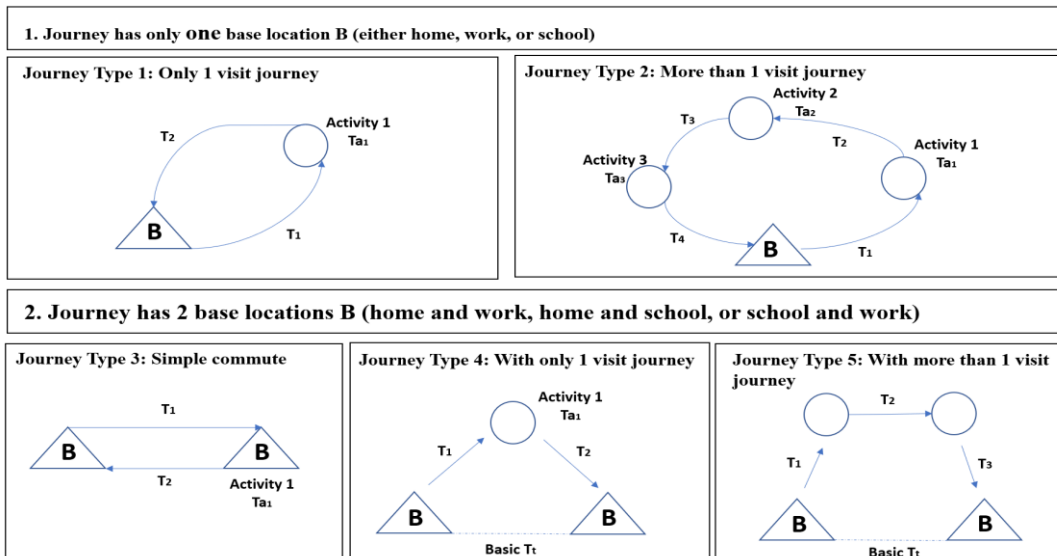 1. Journey has only one base location B (either home, work, or school)
Journey Type 1: Only 1 visit journey
T₂
Activity 1
Ta₁
B
T₁
Journey Type 2: More than 1 visit journey
Activity 2
Ta₂
T₃
T₂
Activity 1
Ta₁
Activity 3
Ta₃
T₄
B
T₁
2. Journey has 2 base locations B (home and work, home and school, or school and work)
Journey Type 3: Simple commute
T₁
B
B
T₂
Activity 1
Ta₁
Journey Type 4: With only 1 visit journey
Activity 1
Ta₁
T₁
T₂
B
B
Basic Tₜ
Journey Type 5: With more than 1 visit
journey
T₂
T₁
T₃
B
B
Basic Tₜ